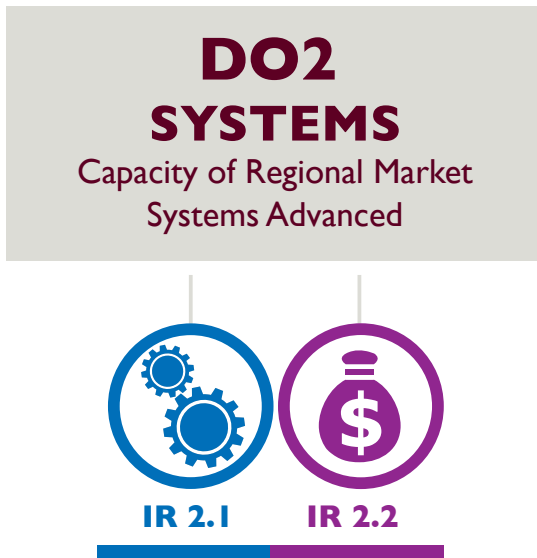 DO2
SYSTEMS
Capacity of Regional Market
Systems Advanced
$
IR 2.1 IR 2.2